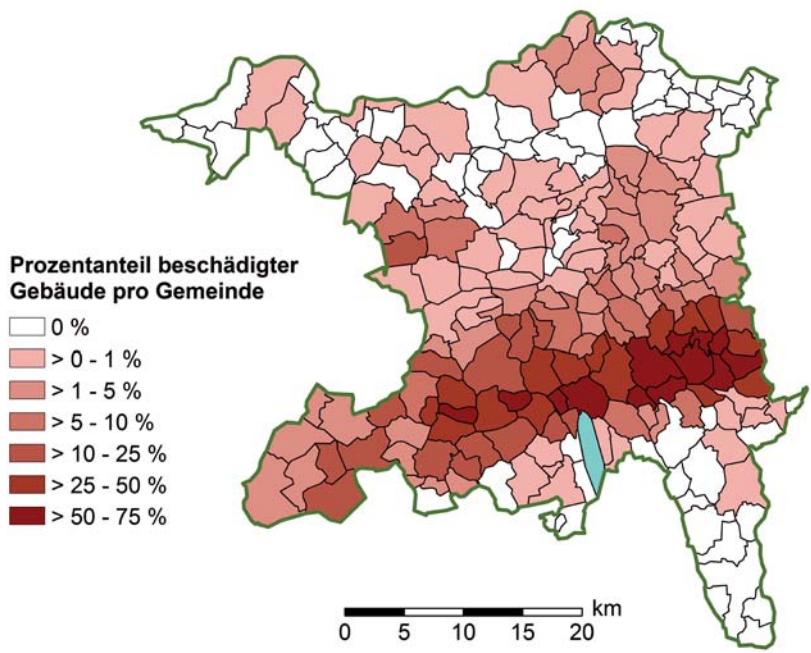 Prozentanteil beschädigter
Gebäude pro Gemeinde
0 %
> 0 - 1 %
> 1 - 5 %
> 5 - 10 %
> 10 - 25 %
> 25 - 50 %
> 50 - 75 %
km
0 5 10 15 20